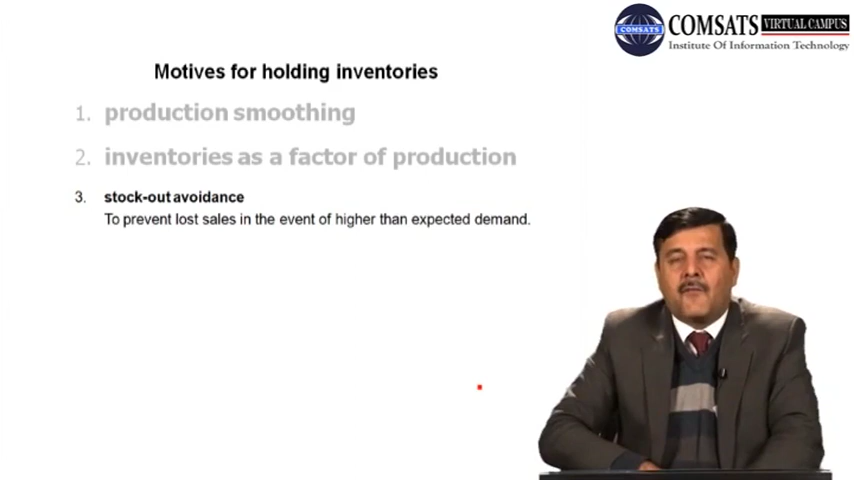 COMSATS VIRTUAL CAMPUS
COMSATS
Institute Of Information Technology
Motives for holding inventories
1. production smoothing
2. inventories as a factor of production
3. stock-out avoidance
To prevent lost sales in the event of higher than expected demand.